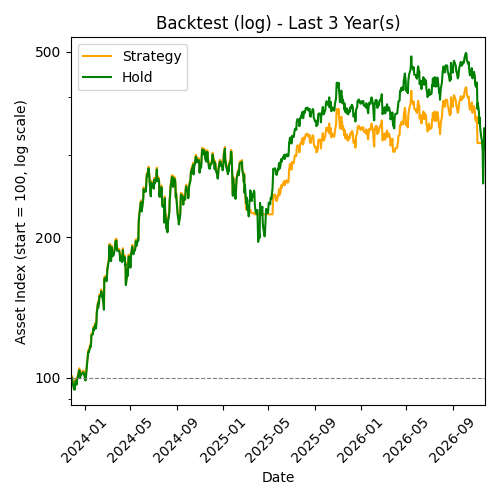 Backtest (log) - Last 3 Year(s)
Strategy
Hold
Asset Index (start = 100, log scale)
500
200
100
2024-01
2024-05
2024-09
2025-01
2025-05
2025-09
2026-01
2026-05
2026-09
Date